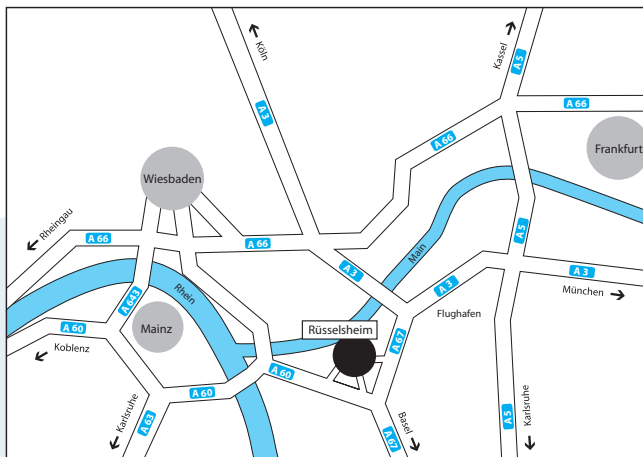 Köln
Kassel
A 5
A 3
A 66
A 66
Frankfurt
Wiesbaden
Rheingau
A 66
A 66
Main
A 5
A 3
A 3
A 3
München
Rhein
A 643
Flughafen
Rüsselsheim
Mainz
A 60
Koblenz
A 67
A 60
A 60
Karlsruhe
A 63
Basel
A 67
A 5
Karlsruhe